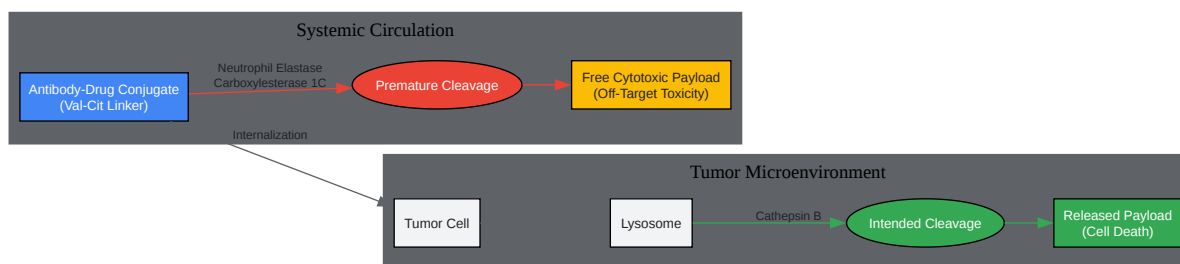 Systemic Circulation
Antibody-Drug Conjugate
(Val-Cit Linker)
Neutrophil Elastase
Carboxylesterase 1C
Premature Cleavage
Free Cytotoxic Payload
(Off-Target Toxicity)
Internalization
Tumor Microenvironment
Tumor Cell
Lysosome
Cathepsin B
Intended Cleavage
Released Payload
(Cell Death)